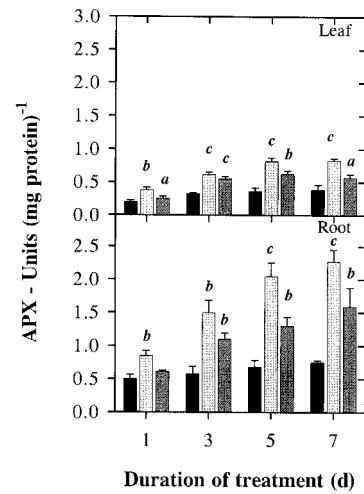 3.0
Leaf
2.5
2.0
1.5
1.0
c c
b c c b a
b a
0.5
0.0
Root
2.5
c c
2.0
b b b
1.5
b b
1.0
0.5
0.0
1 3 5 7
APX - Units (mg protein)-1
Duration of treatment (d)